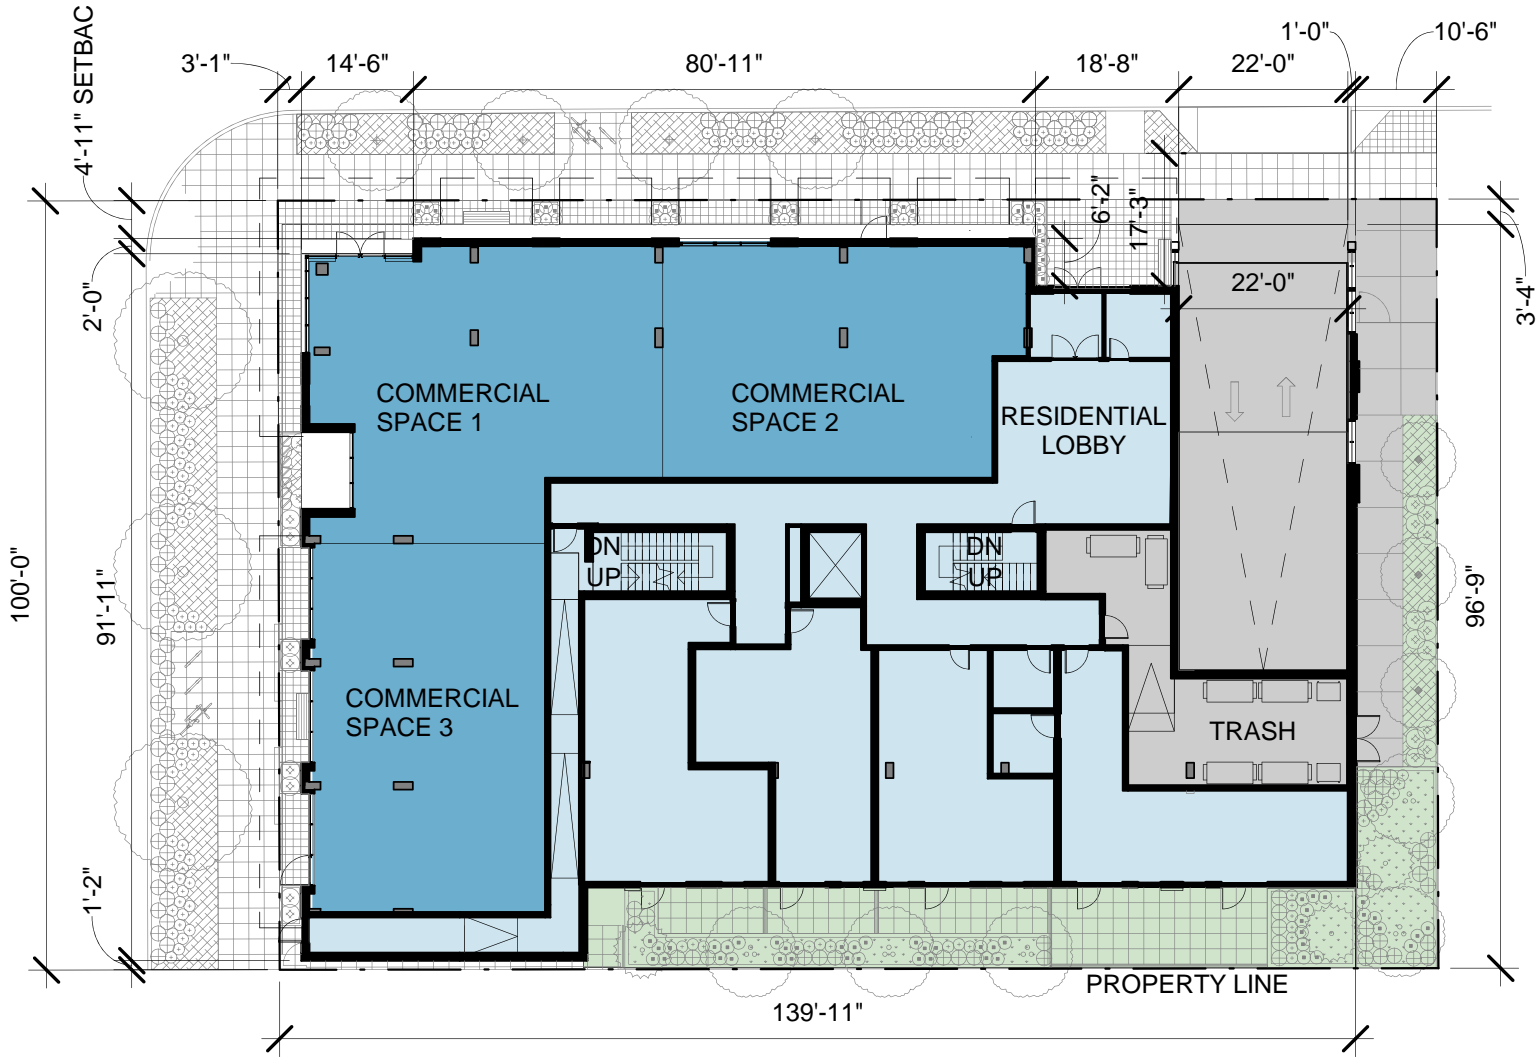 1'-0"
10'-6"
3'-1"
14'-6"
80'-11"
18'-8"
22'-0"
4'-11" SETBAC
6'-2"
17'-3"
2'-0"
22'-0"
3'-4"
COMMERCIAL
SPACE 1
COMMERCIAL
SPACE 2
RESIDENTIAL
LOBBY
100'-0"
91'-11"
DN
UP
DN
UP
96'-9"
COMMERCIAL
SPACE 3
TRASH
1'-2"
PROPERTY LINE
139'-11"